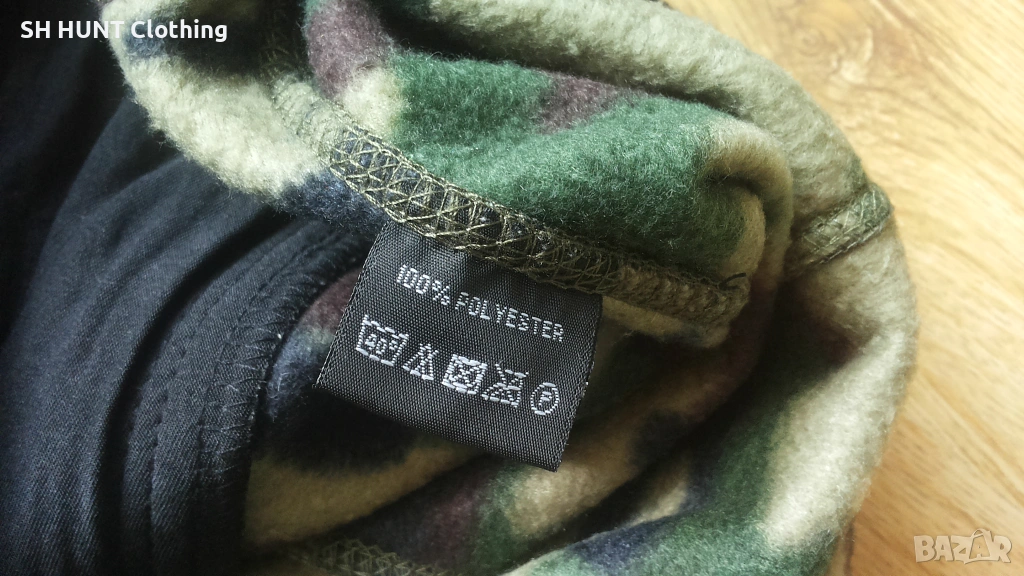 SH HUNT Clothing
100% POLYESTER
40°
P
BAZAR